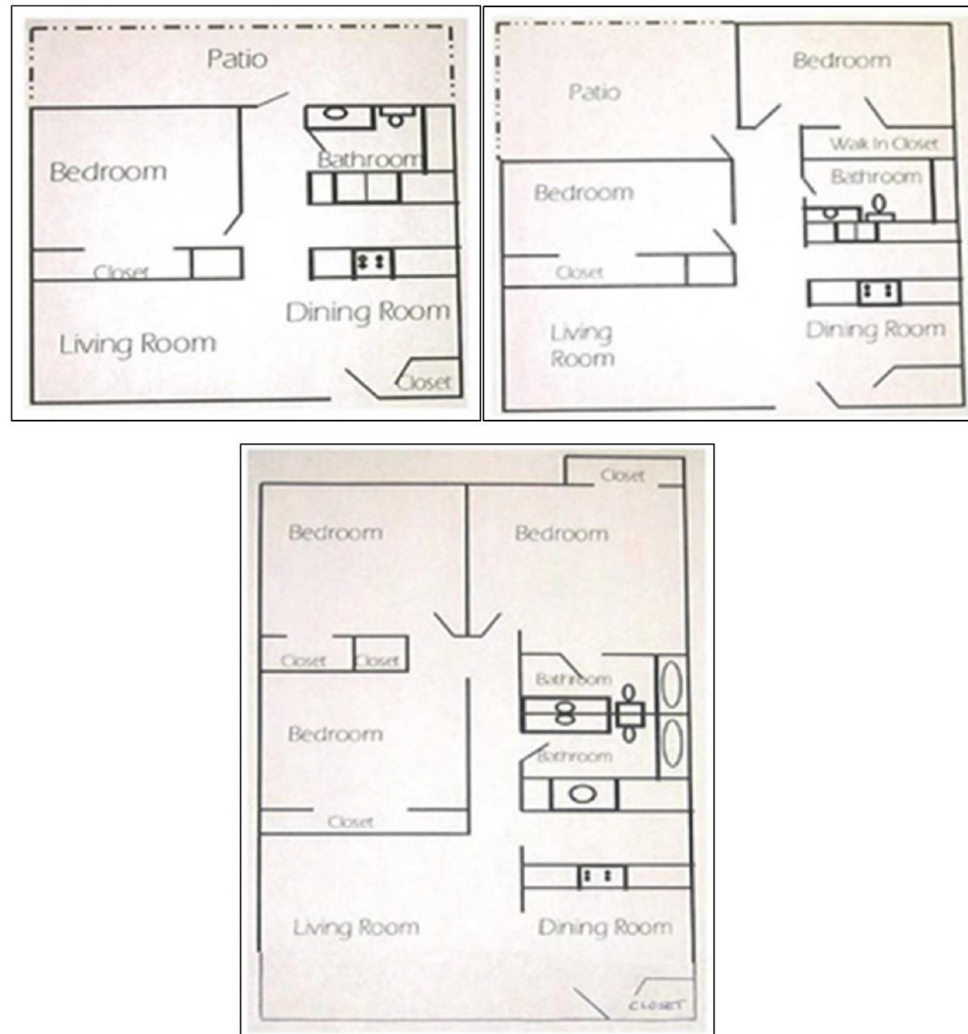 Patio
Bedroom
Bathroom
Closet
Dining Room
Living Room
Closet
Bedroom
Patio
Walk In Closet
Bathroom
Bedroom
Closet
Living
Room
Dining Room
Closet
Bedroom
Bedroom
Closet
Closet
Bathroom
Bedroom
Bathroom
Closet
Living Room
Dining Room
CLOSET